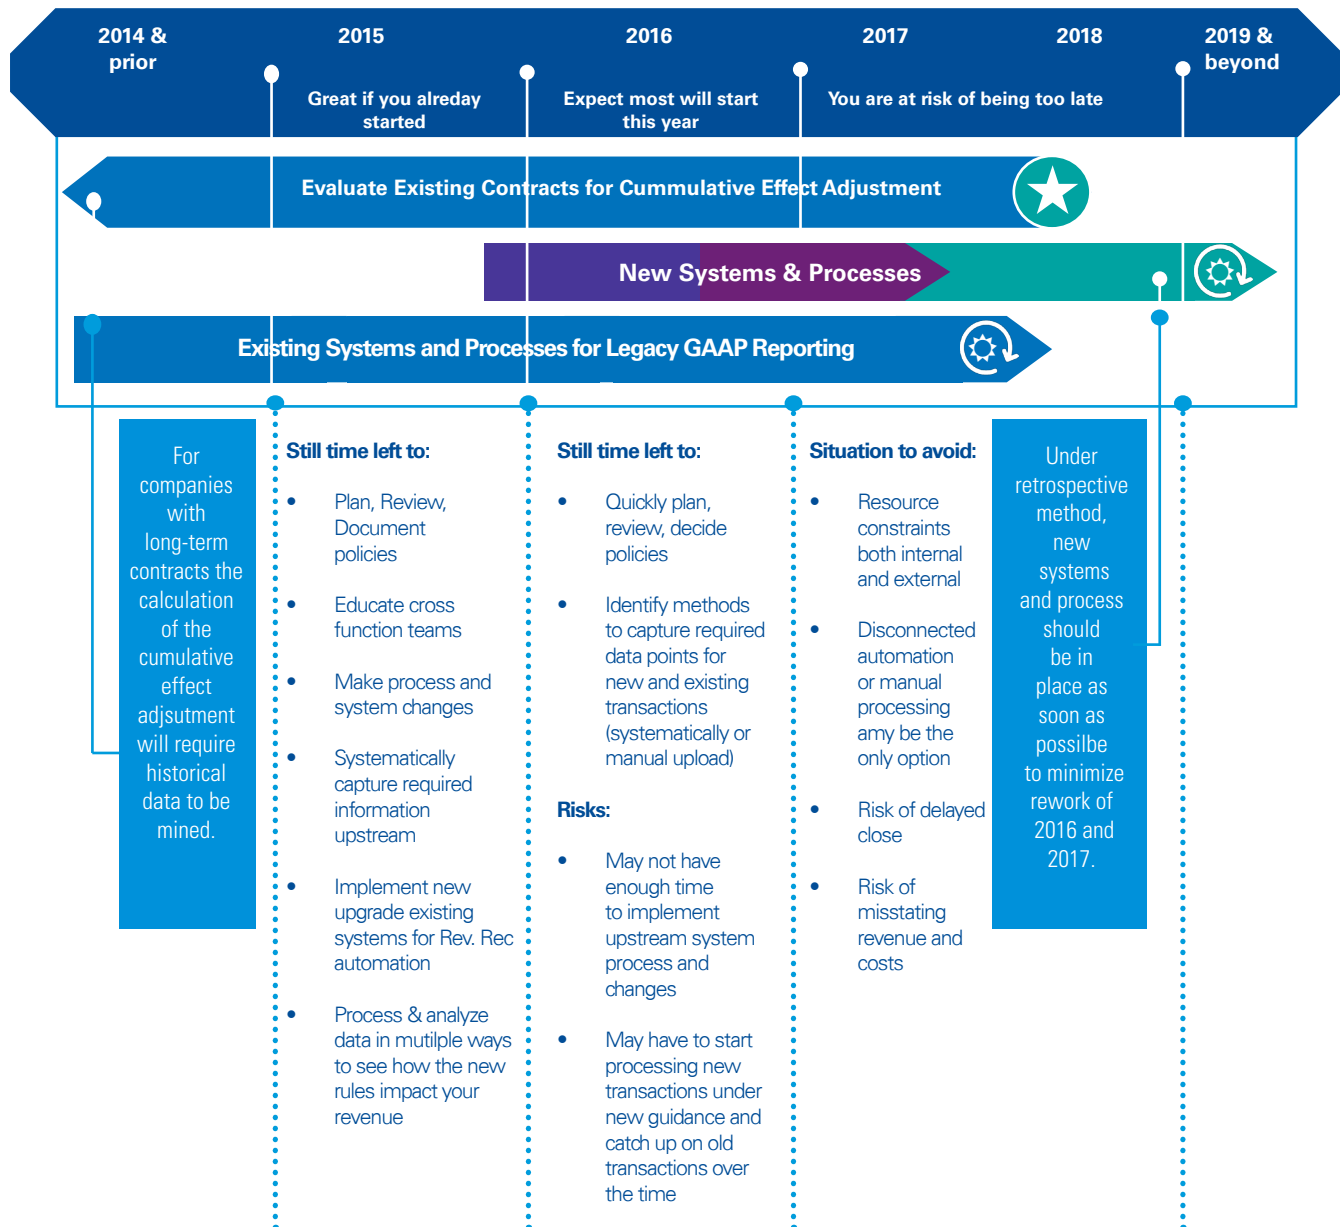 2014 &
prior
2015
2016
2017
2018
2019 &
beyond
Great if you alreday
started
Expect most will start
this year
You are at risk of being too late
Evaluate Existing Contracts for Cummulative Effect Adjustment
New Systems & Processes
Existing Systems and Processes for Legacy GAAP Reporting
For
companies
with
long-term
contracts the
calculation
of the
cumulative
effect
adjsutment
will require
historical
data to be
mined.
Still time left to:
• Plan, Review,
Document
policies
• Educate cross
function teams
• Make process and
system changes
• Systematically
capture required
information
upstream
• Implement new
upgrade existing
systems for Rev. Rec
automation
• Process & analyze
data in mutilple ways
to see how the new
rules impact your
revenue
Still time left to:
• Quickly plan,
review, decide
policies
• Identify methods
to capture required
data points for
new and existing
transactions
(systematically or
manual upload)
Risks:
• May not have
enough time
to implement
upstream system
process and
changes
• May have to start
processing new
transactions under
new guidance and
catch up on old
transactions over
the time
Situation to avoid:
• Resource
constraints
both internal
and external
• Disconnected
automation
or manual
processing
amy be the
only option
• Risk of delayed
close
• Risk of
misstating
revenue and
costs
Under
retrospective
method,
new
systems
and process
should
be in
place as
soon as
possilbe
to minimize
rework of
2016 and
2017.